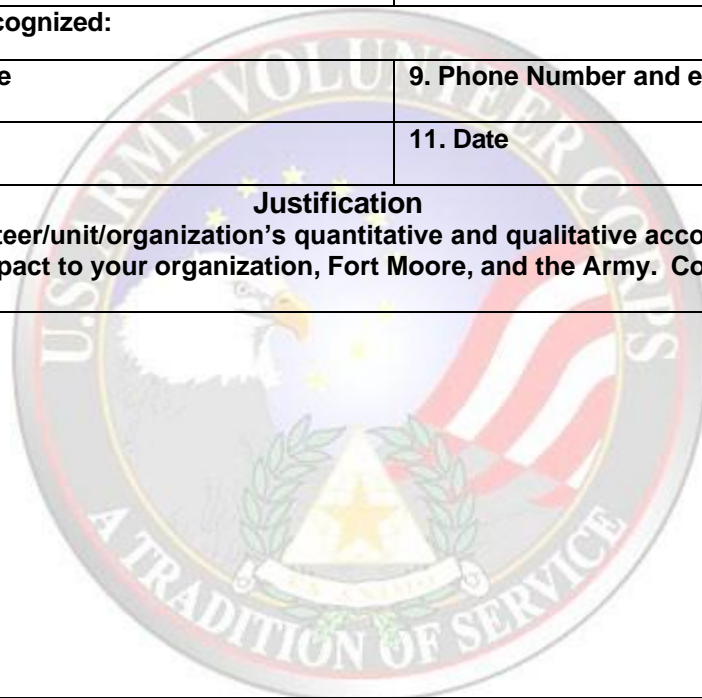 cognized:
e
9. Phone Number and e
11. Date
Justification
teer/unit/organization's quantitative and qualitative acco
pact to your organization, Fort Moore, and the Army. Co
U.S. ARMY VOLUNTEER CORPS
A TRADITION OF SERVICE